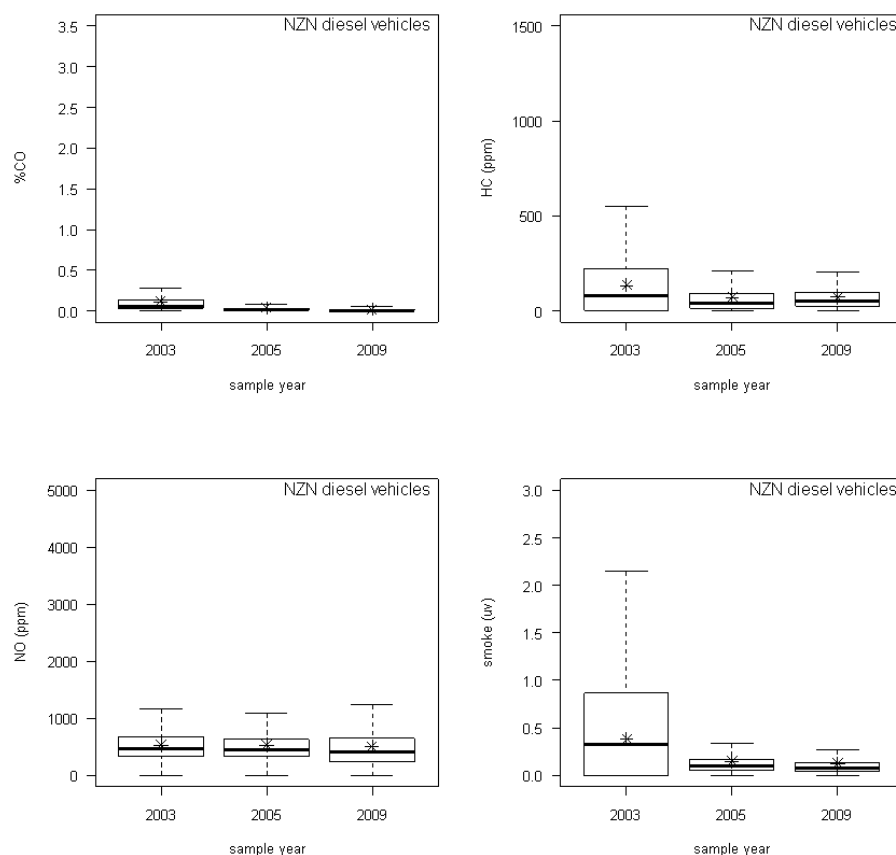 NZN diesel vehicles
3.5
3.0
2.5
2.0
1.5
1.0
0.5
0.0
%CO
2003 2005 2009
sample year
NZN diesel vehicles
1500
1000
500
0
HC (ppm)
2003 2005 2009
sample year
NZN diesel vehicles
5000
4000
3000
2000
1000
0
NO (ppm)
2003 2005 2009
sample year
NZN diesel vehicles
3.0
2.5
2.0
1.5
1.0
0.5
0.0
smoke (uv)
2003 2005 2009
sample year